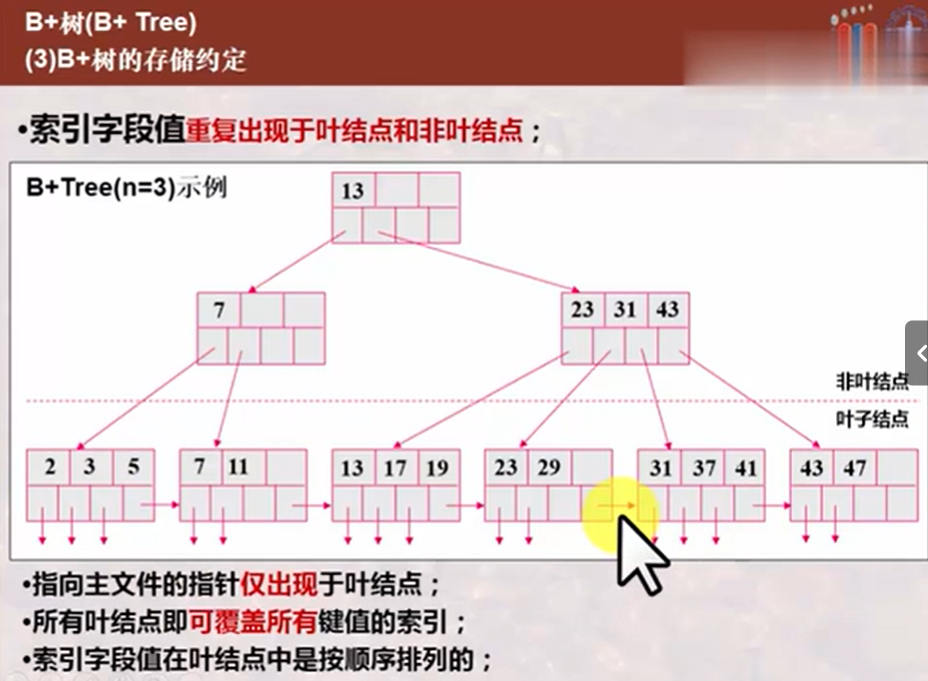 B+树(B+ Tree)
(3)B+树的存储约定
•索引字段值重复出现于叶结点和非叶结点；
B+Tree(n=3)示例
13
7
23 31 43
非叶结点
叶子结点
2 3 5
7 11
13 17 19
23 29
31 37 41
43 47
•指向主文件的指针仅出现于叶结点；
•所有叶结点即可覆盖所有键值的索引；
•索引字段值在叶结点中是按顺序排列的；